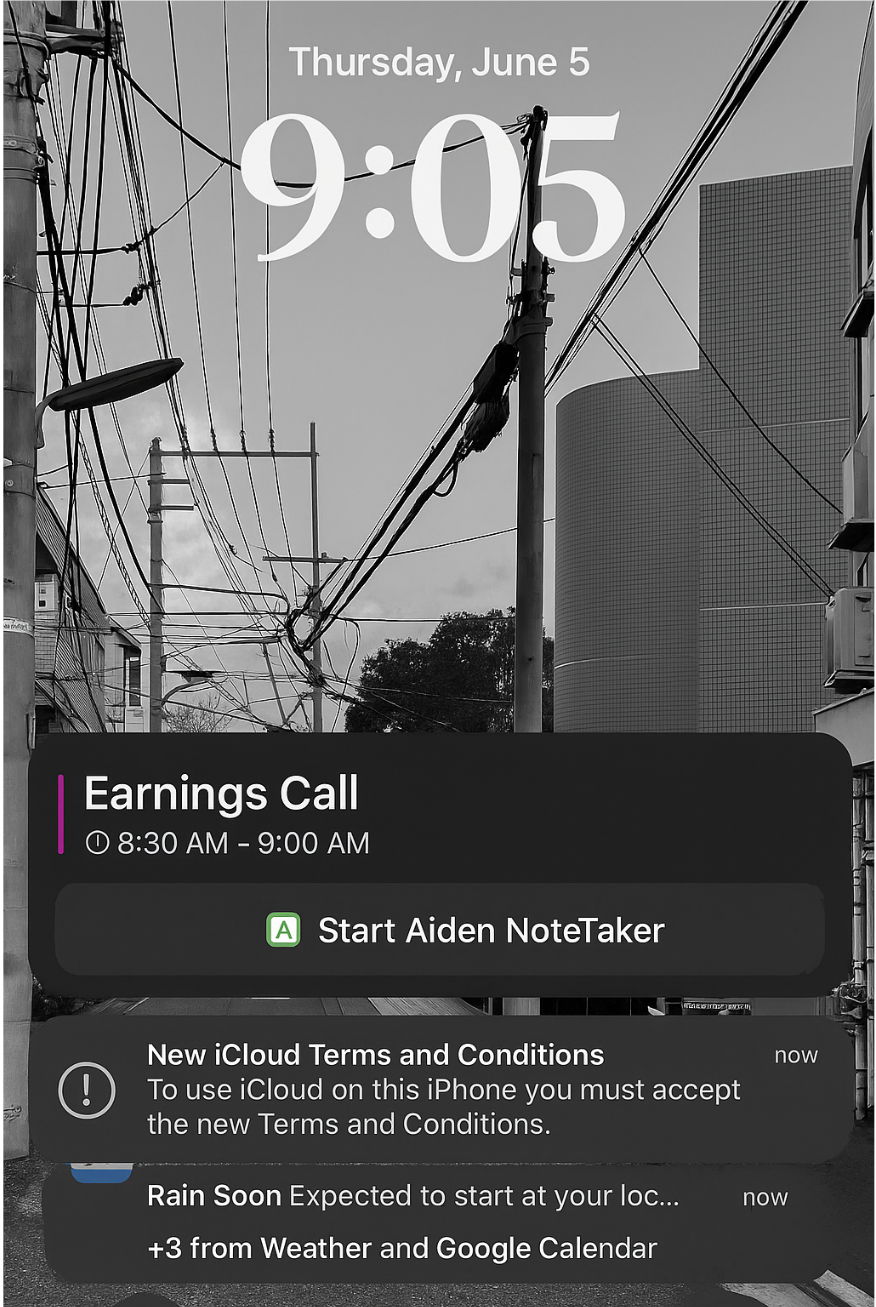 Thursday, June 5
9:05
Earnings Call
8:30 AM – 9:00 AM
A Start Aiden NoteTaker
New iCloud Terms and Conditions now
To use iCloud on this iPhone you must accept
the new Terms and Conditions.
Rain Soon Expected to start at your loc... now
+3 from Weather and Google Calendar